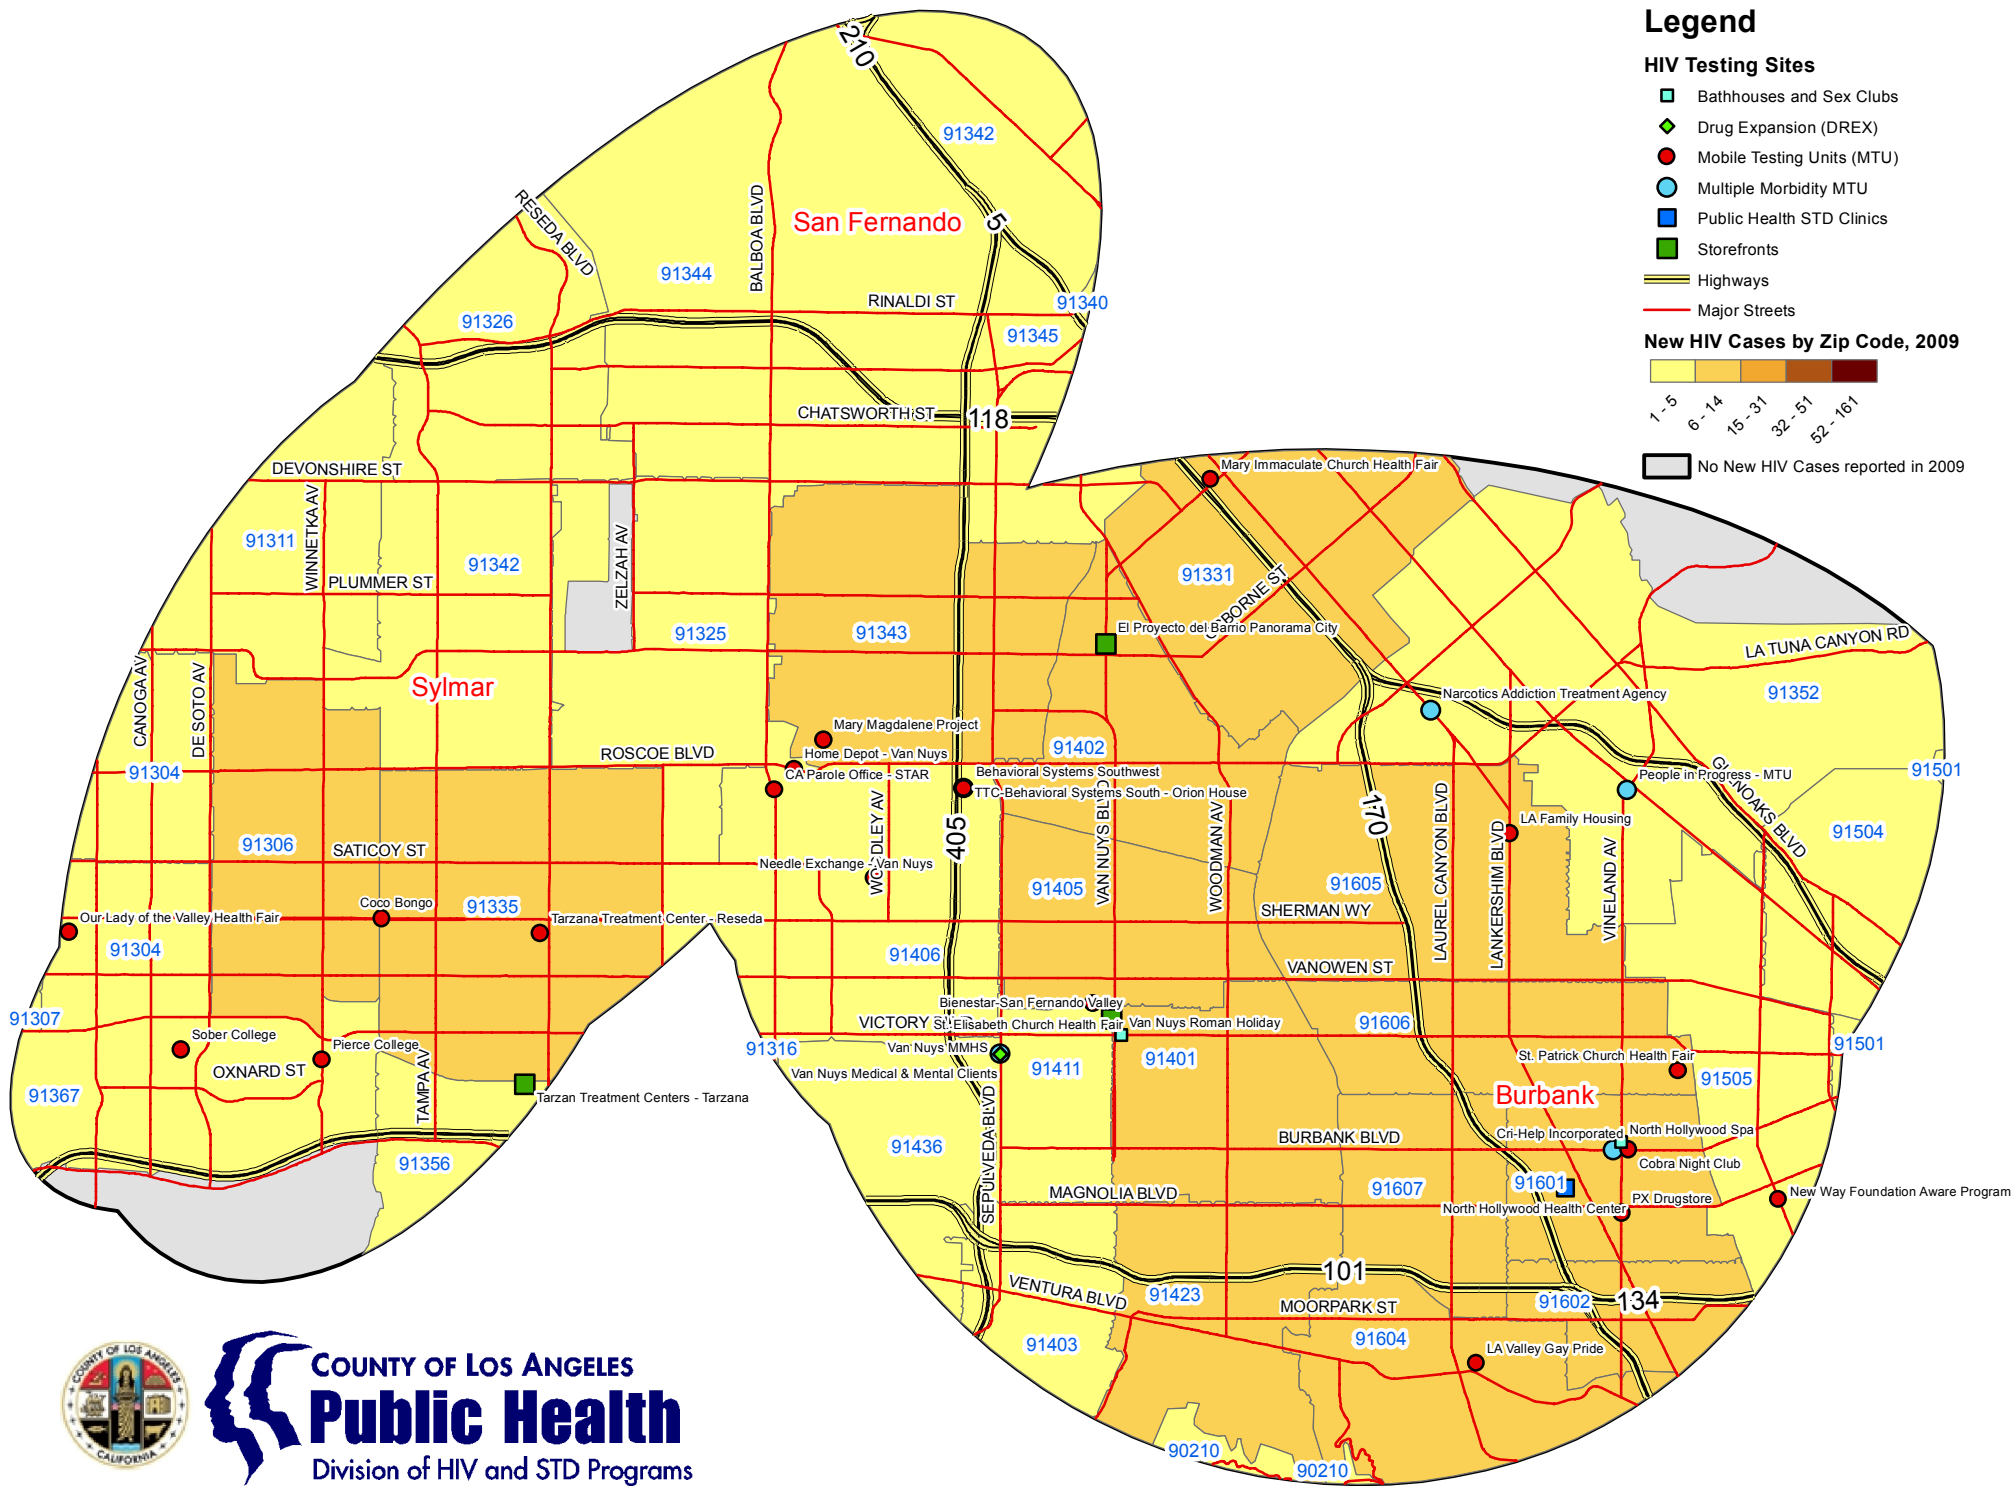 Legend
HIV Testing Sites
Bathhouses and Sex Clubs
Drug Expansion (DREX)
Mobile Testing Units (MTU)
Multiple Morbidity MTU
Public Health STD Clinics
Storefronts
Highways
Major Streets
New HIV Cases by Zip Code, 2009
1 - 5
6 - 14
15 - 31
32 - 51
52 - 161
No New HIV Cases reported in 2009
210
91342
RESEDA BLVD
BALBOA BLVD
San Fernando
5
91344
RINALDI ST
91340
91326
91345
CHATSWORTH ST
118
DEVONSHIRE ST
Mary Immaculate Church Health Fair
WINNETKA AV
91311
91342
ZELZAH AV
PLUMMER ST
91331
OSBORNE ST
91325
91343
El Proyecto del Barrio Panorama City
LA TUNA CANYON RD
CANOGA AV
DE SOTO AV
Sylmar
Narcotics Addiction Treatment Agency
91352
Mary Magdalene Project
ROSCOE BLVD
Home Depot - Van Nuys
91402
91304
CA Parole Office - STAR
Behavioral Systems Southwest
People in Progress - MTU
91501
TTC-Behavioral Systems South - Orion House
GLENOAKS BLVD
WOODLEY AV
405
VAN NUYS BLVD
WOODMAN AV
170
LAUREL CANYON BLVD
LANKERSHIM BLVD
LA Family Housing
VINELAND AV
91504
91306
SATICOY ST
Needle Exchange - Van Nuys
91405
91605
Coco Bongo
91335
Our Lady of the Valley Health Fair
Tarzana Treatment Center - Reseda
SHERMAN WY
91304
91406
VANOWEN ST
Bienestar-San Fernando Valley
91307
VICTORY BLVD
St. Elisabeth Church Health Fair
Van Nuys Roman Holiday
91606
Sober College
Pierce College
91316
Van Nuys MMHS
91401
St. Patrick Church Health Fair
91501
OXNARD ST
TAMPA AV
Van Nuys Medical & Mental Clients
91411
91505
91367
Tarzan Treatment Centers - Tarzana
Burbank
SEPULVEDA BLVD
91436
BURBANK BLVD
Cri-Help Incorporated
North Hollywood Spa
91356
Cobra Night Club
MAGNOLIA BLVD
91607
91601
PX Drugstore
New Way Foundation Aware Program
North Hollywood Health Center
101
VENTURA BLVD
91423
MOORPARK ST
91602
134
91403
91604
LA Valley Gay Pride
90210
90210
COUNTY OF LOS ANGELES
CALIFORNIA
COUNTY OF LOS ANGELES
Public Health
Division of HIV and STD Programs